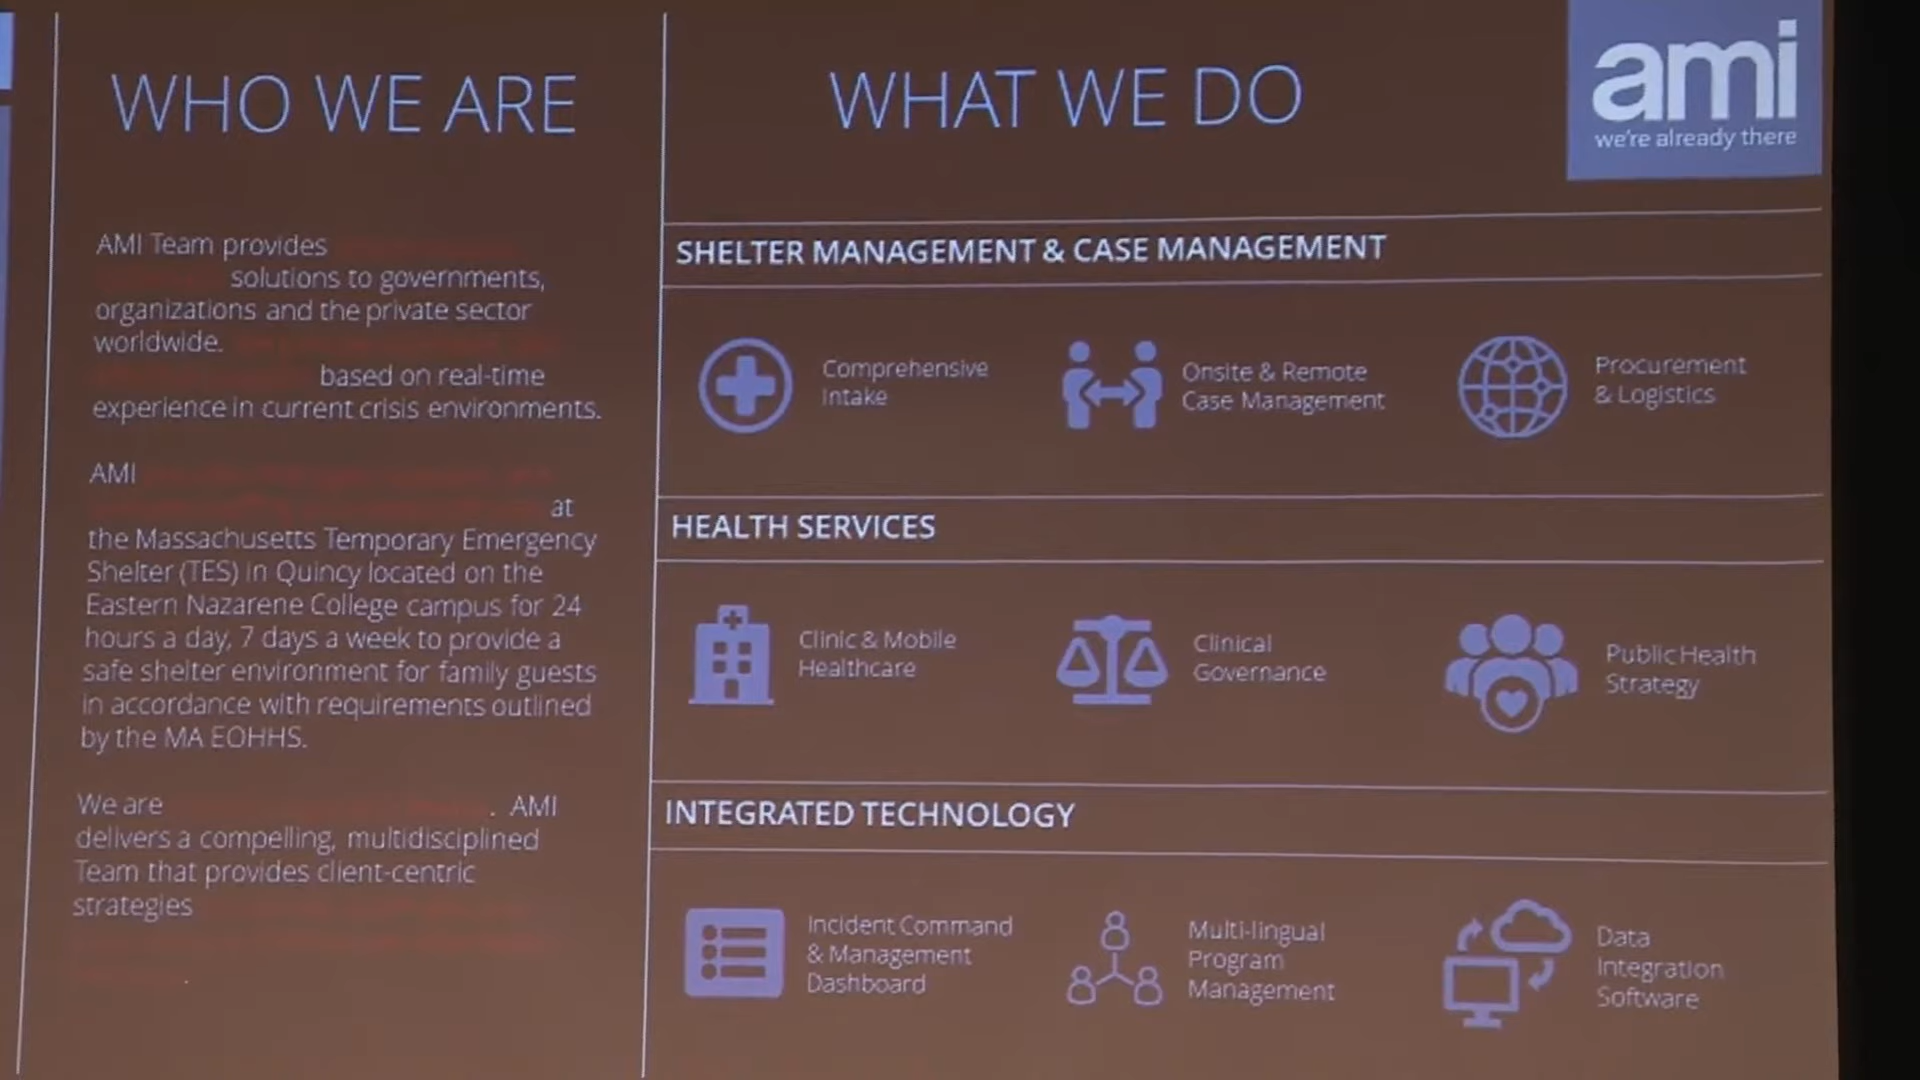 WHO WE ARE
AMI Team provides
solutions to governments,
organizations and the private sector
worldwide.
based on real-time
experience in current crisis environments.
AMI
at
the Massachusetts Temporary Emergency
Shelter (TES) in Quincy located on the
Eastern Nazarene College campus for 24
hours a day, 7 days a week to provide a
safe shelter environment for family guests
in accordance with requirements outlined
by the MA EOHHS.
We are . AMI
delivers a compelling, multidisciplined
Team that provides client-centric
strategies
.
WHAT WE DO
ami
we're already there
SHELTER MANAGEMENT & CASE MANAGEMENT
Comprehensive
Intake
Onsite & Remote
Case Management
Procurement
& Logistics
HEALTH SERVICES
Clinic & Mobile
Healthcare
Clinical
Governance
Public Health
Strategy
INTEGRATED TECHNOLOGY
Incident Command
& Management
Dashboard
Multi-lingual
Program
Management
Data
Integration
Software